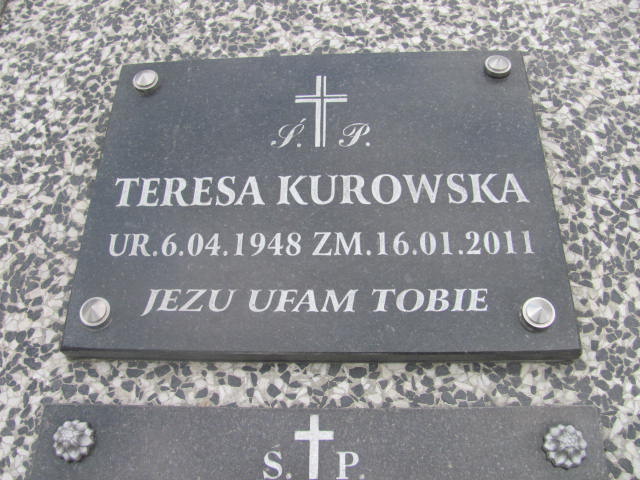 Ś. P.
TERESA KUROWSKA
UR.6.04.1948 ZM.16.01.2011
JEZU UFAM TOBIE
Ś. P.